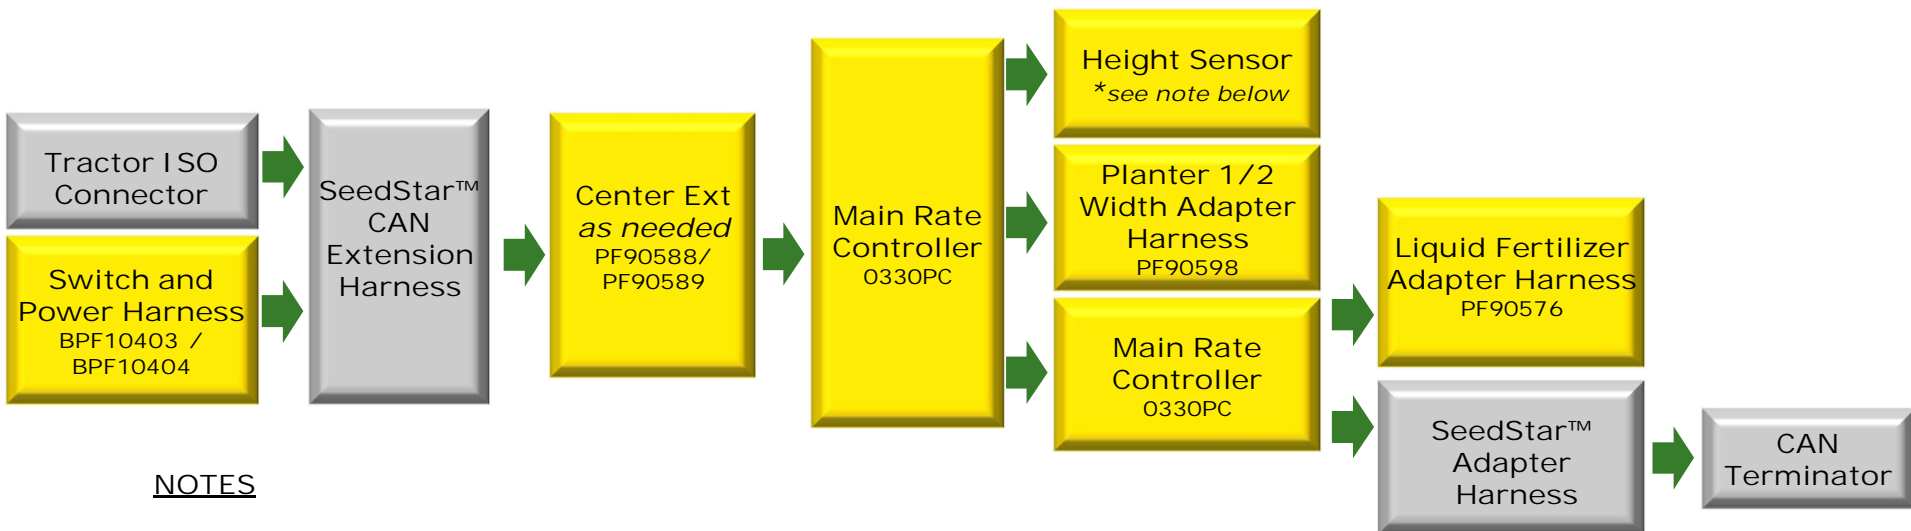 Tractor ISO
Connector
Switch and
Power Harness
BPF10403 /
BPF10404
SeedStar™
CAN
Extension
Harness
Center Ext
as needed
PF90588/
PF90589
Main Rate
Controller
0330PC
Height Sensor
*see note below
Planter 1/2
Width Adapter
Harness
PF90598
Main Rate
Controller
0330PC
Liquid Fertilizer
Adapter Harness
PF90576
SeedStar™
Adapter
Harness
CAN
Terminator
NOTES